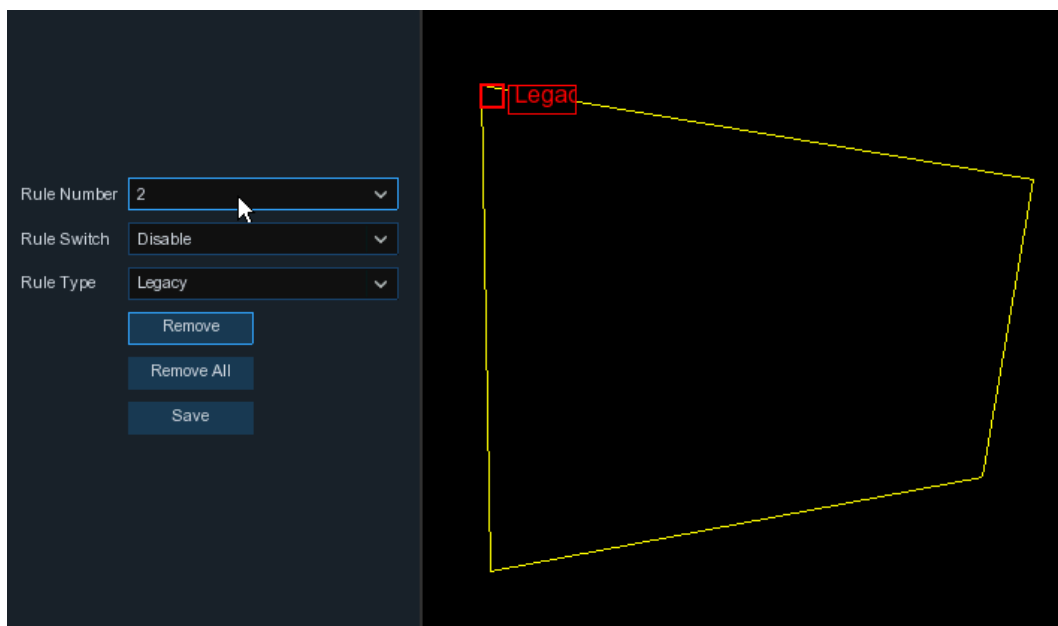 Legac
Rule Number 2
Rule Switch Disable
Rule Type Legacy
Remove
Remove All
Save